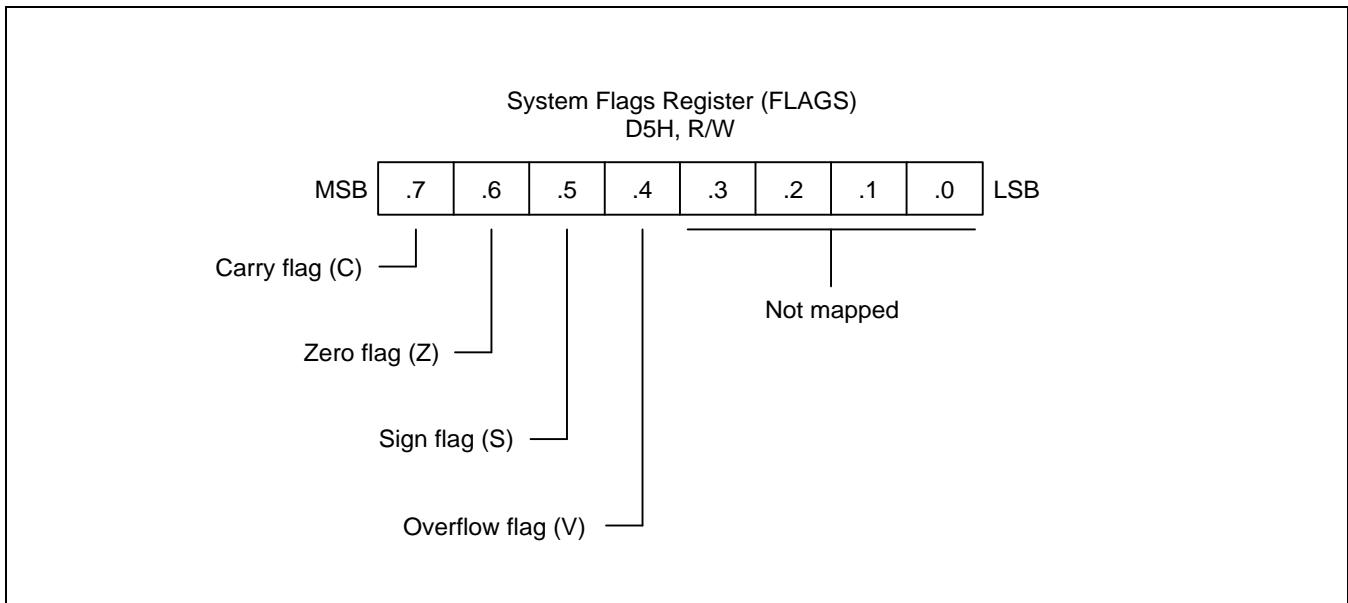 System Flags Register (FLAGS)
D5H, R/W
MSB .7 .6 .5 .4 .3 .2 .1 .0 LSB
Carry flag (C)
Not mapped
Zero flag (Z)
Sign flag (S)
Overflow flag (V)